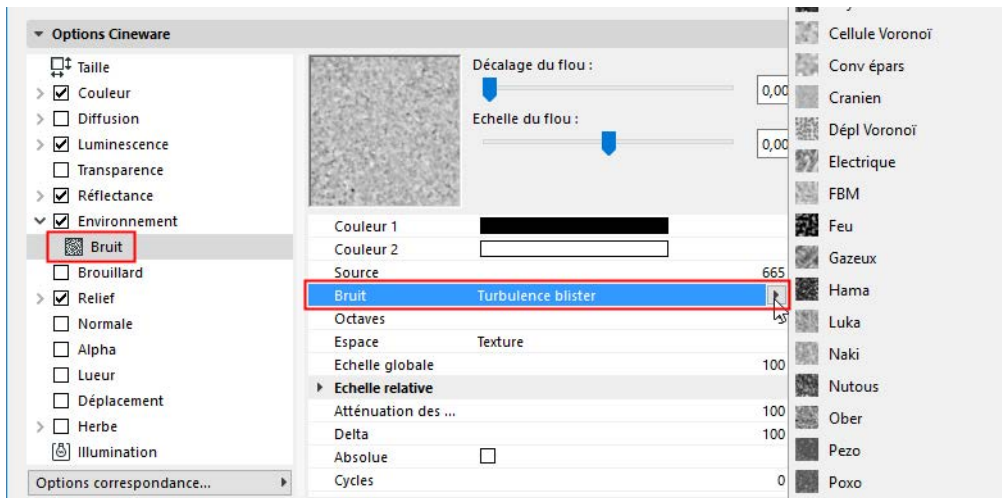 Options Cineware
Taille
Couleur
Diffusion
Luminescence
Transparence
Réflectance
Environnement
Bruit
Brouillard
Relief
Normale
Alpha
Lueur
Déplacement
Herbe
Illumination
Options correspondance...
Décalage du flou :
0,00
Echelle du flou :
0,00
Couleur 1
Couleur 2
Source 665
Bruit Turbulence blister
Octaves
Espace Texture
Echelle globale 100
Echelle relative
Atténuation des ... 100
Delta 100
Absolue
Cycles 0
Cellule Voronoï
Conv épars
Cranien
Dépl Voronoï
Electrique
FBM
Feu
Gazeux
Hama
Luka
Naki
Nutous
Ober
Pezo
Poxo